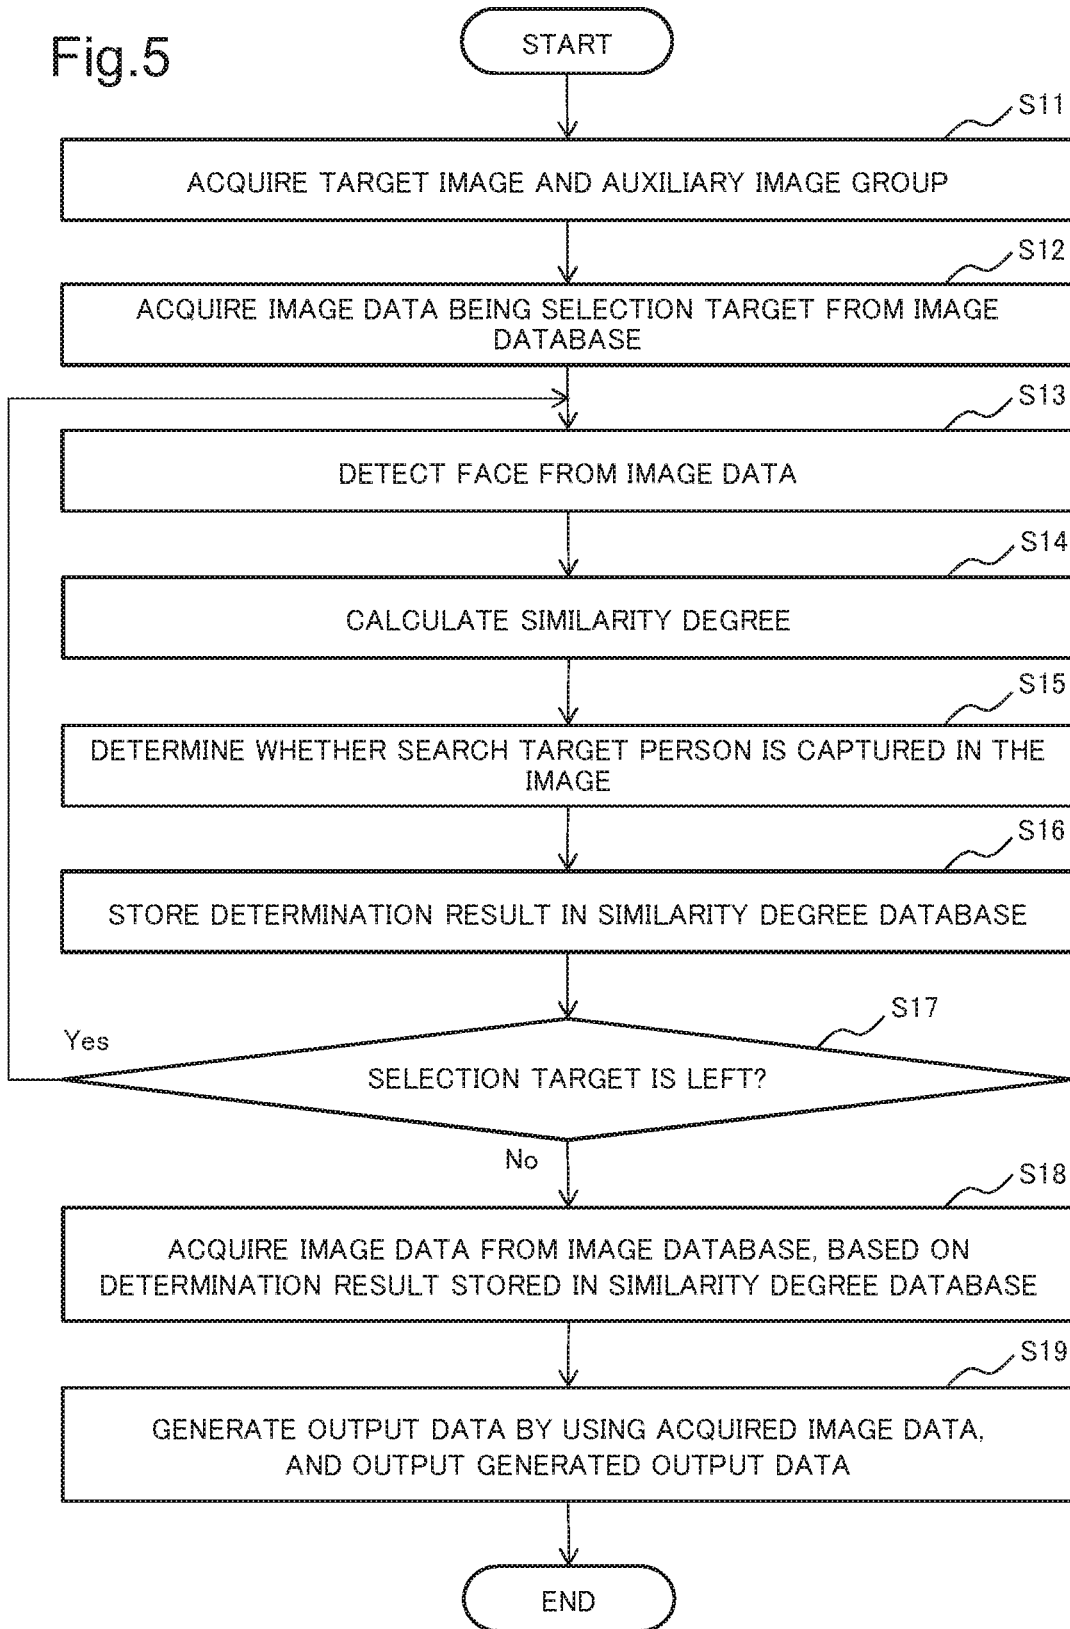 Fig.5
START
S11
ACQUIRE TARGET IMAGE AND AUXILIARY IMAGE GROUP
S12
ACQUIRE IMAGE DATA BEING SELECTION TARGET FROM IMAGE
DATABASE
S13
DETECT FACE FROM IMAGE DATA
S14
CALCULATE SIMILARITY DEGREE
S15
DETERMINE WHETHER SEARCH TARGET PERSON IS CAPTURED IN THE
IMAGE
S16
STORE DETERMINATION RESULT IN SIMILARITY DEGREE DATABASE
S17
Yes
SELECTION TARGET IS LEFT?
No
S18
ACQUIRE IMAGE DATA FROM IMAGE DATABASE, BASED ON
DETERMINATION RESULT STORED IN SIMILARITY DEGREE DATABASE
S19
GENERATE OUTPUT DATA BY USING ACQUIRED IMAGE DATA,
AND OUTPUT GENERATED OUTPUT DATA
END